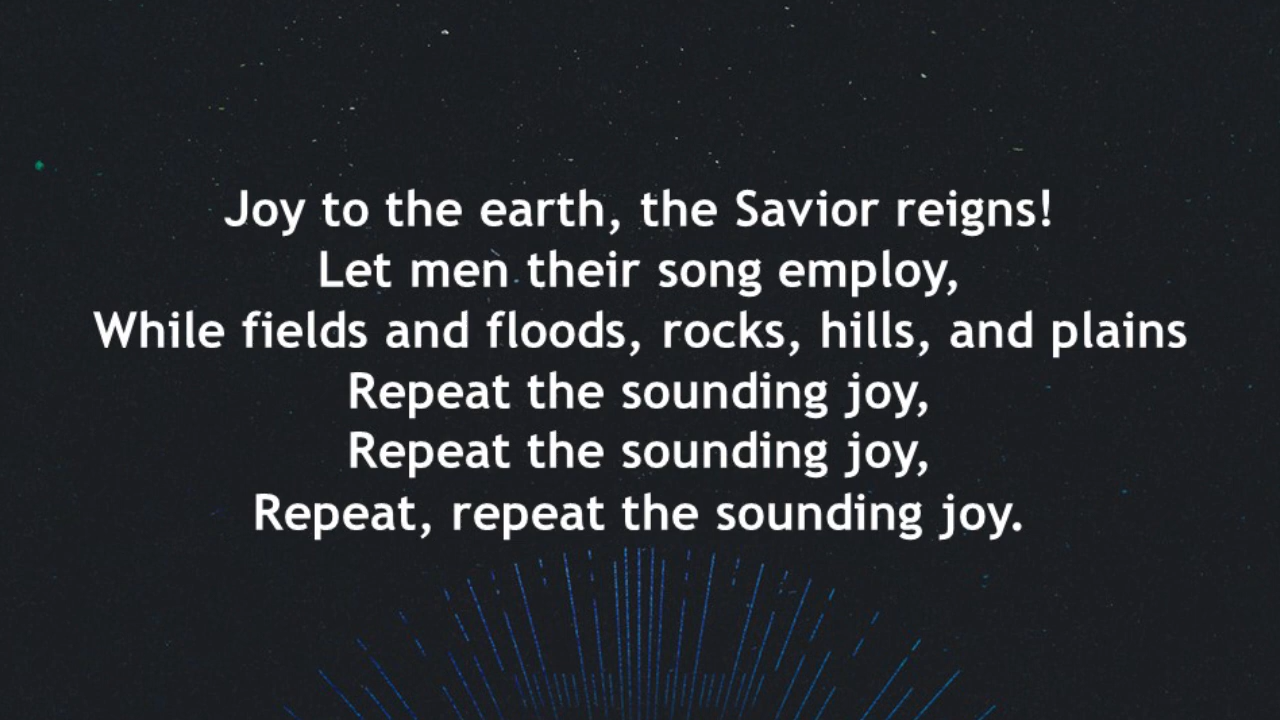 Joy to the earth, the Savior reigns!
Let men their song employ,
While fields and floods, rocks, hills, and plains
Repeat the sounding joy,
Repeat the sounding joy,
Repeat, repeat the sounding joy.